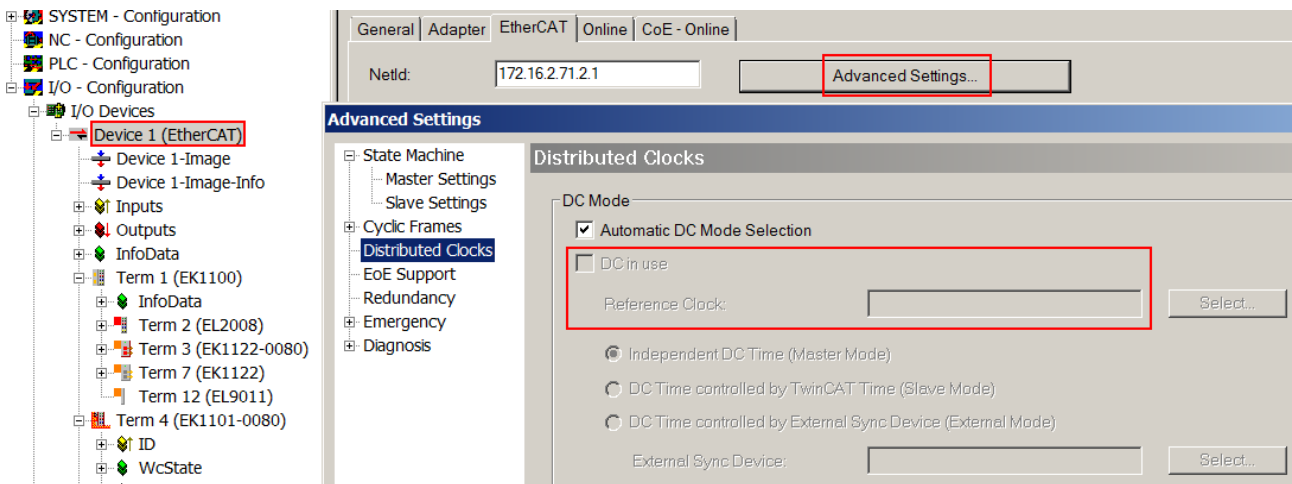 SYSTEM - Configuration
NC - Configuration
PLC - Configuration
I/O - Configuration
I/O Devices
Device 1 (EtherCAT)
Device 1-Image
Device 1-Image-Info
Inputs
Outputs
InfoData
Term 1 (EK1100)
InfoData
Term 2 (EL2008)
Term 3 (EK1122-0080)
Term 7 (EK1122)
Term 12 (EL9011)
Term 4 (EK1101-0080)
ID
WcState
General Adapter EtherCAT Online CoE - Online
NetId: 172.16.2.71.2.1 Advanced Settings...
Advanced Settings
State Machine
Master Settings
Slave Settings
Cyclic Frames
Distributed Clocks
EoE Support
Redundancy
Emergency
Diagnosis
Distributed Clocks
DC Mode
Automatic DC Mode Selection
DC in use
Reference Clock: Select...
Independent DC Time (Master Mode)
DC Time controlled by TwinCAT Time (Slave Mode)
DC Time controlled by External Sync Device (External Mode)
External Sync Device: Select...